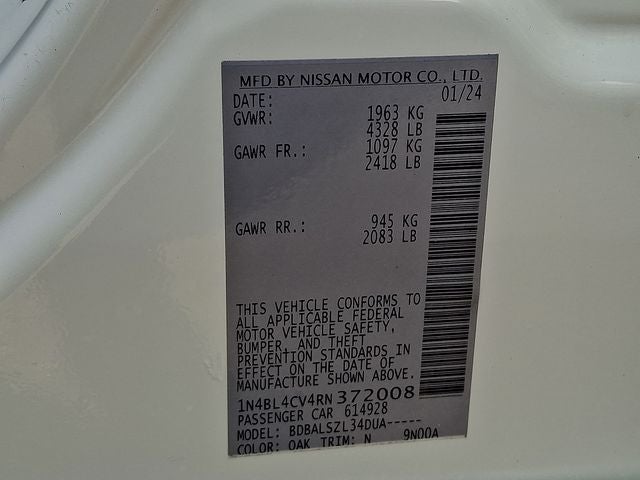 MFD BY NISSAN MOTOR CO., LTD.
DATE: 01/24
GVWR: 1963 KG
4328 LB
GAWR FR.: 1097 KG
2418 LB
GAWR RR.: 945 KG
2083 LB
THIS VEHICLE CONFORMS TO
ALL APPLICABLE FEDERAL
MOTOR VEHICLE SAFETY,
BUMPER, AND THEFT
PREVENTION STANDARDS IN
EFFECT ON THE DATE OF
MANUFACTURE SHOWN ABOVE.
1N4BL4CV4RN372008
PASSENGER CAR 614928
MODEL: BDBALSZL34DUA-----
COLOR: OAK TRIM: N 9N00A